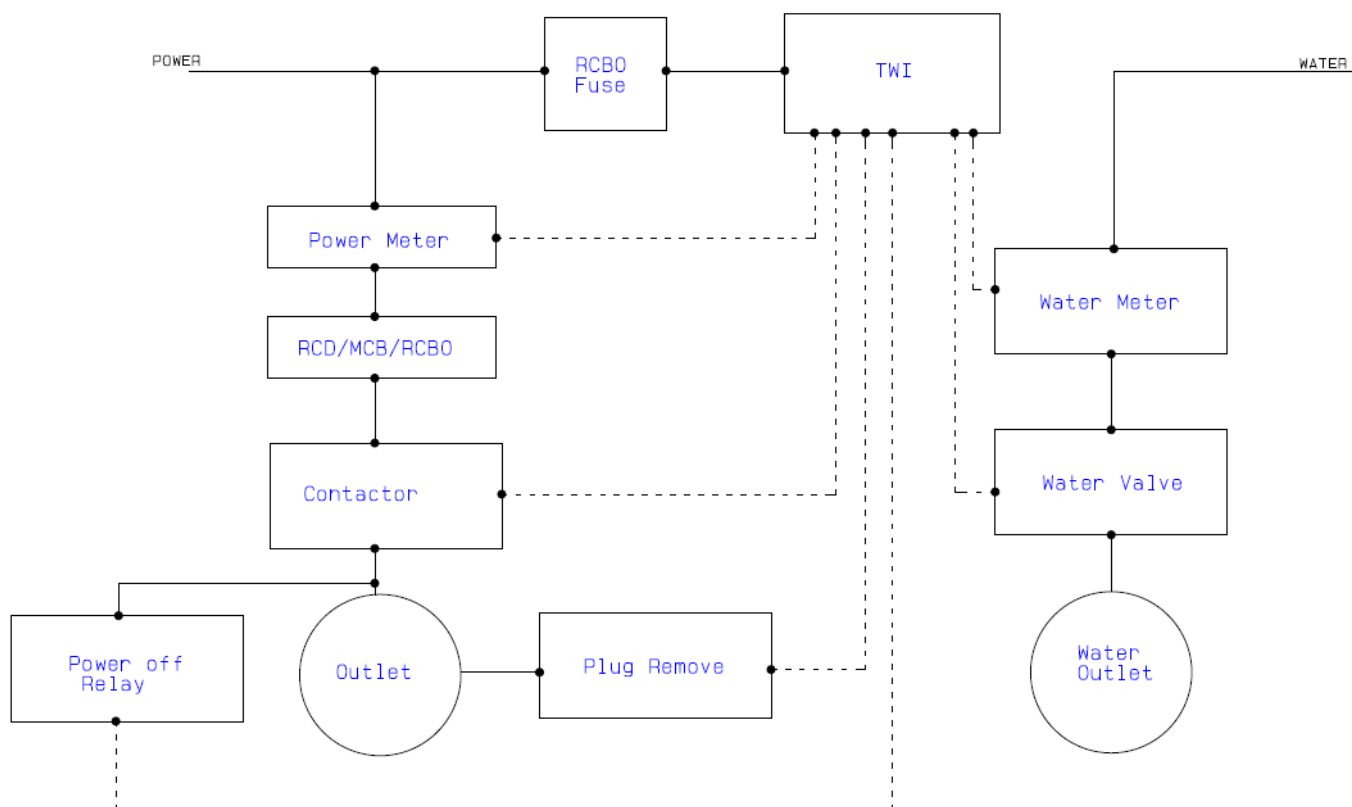 POWER
RCBO
Fuse
TWI
WATER
Power Meter
Water Meter
RCD/MCB/RCBO
Contactor
Water Valve
Power off
Relay
Outlet
Plug Remove
Water
Outlet